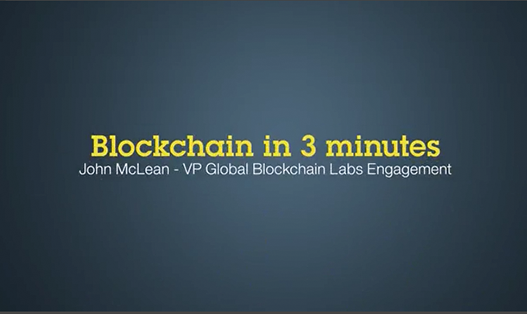 Blockchain in 3 minutes
John McLean - VP Global Blockchain Labs Engagement